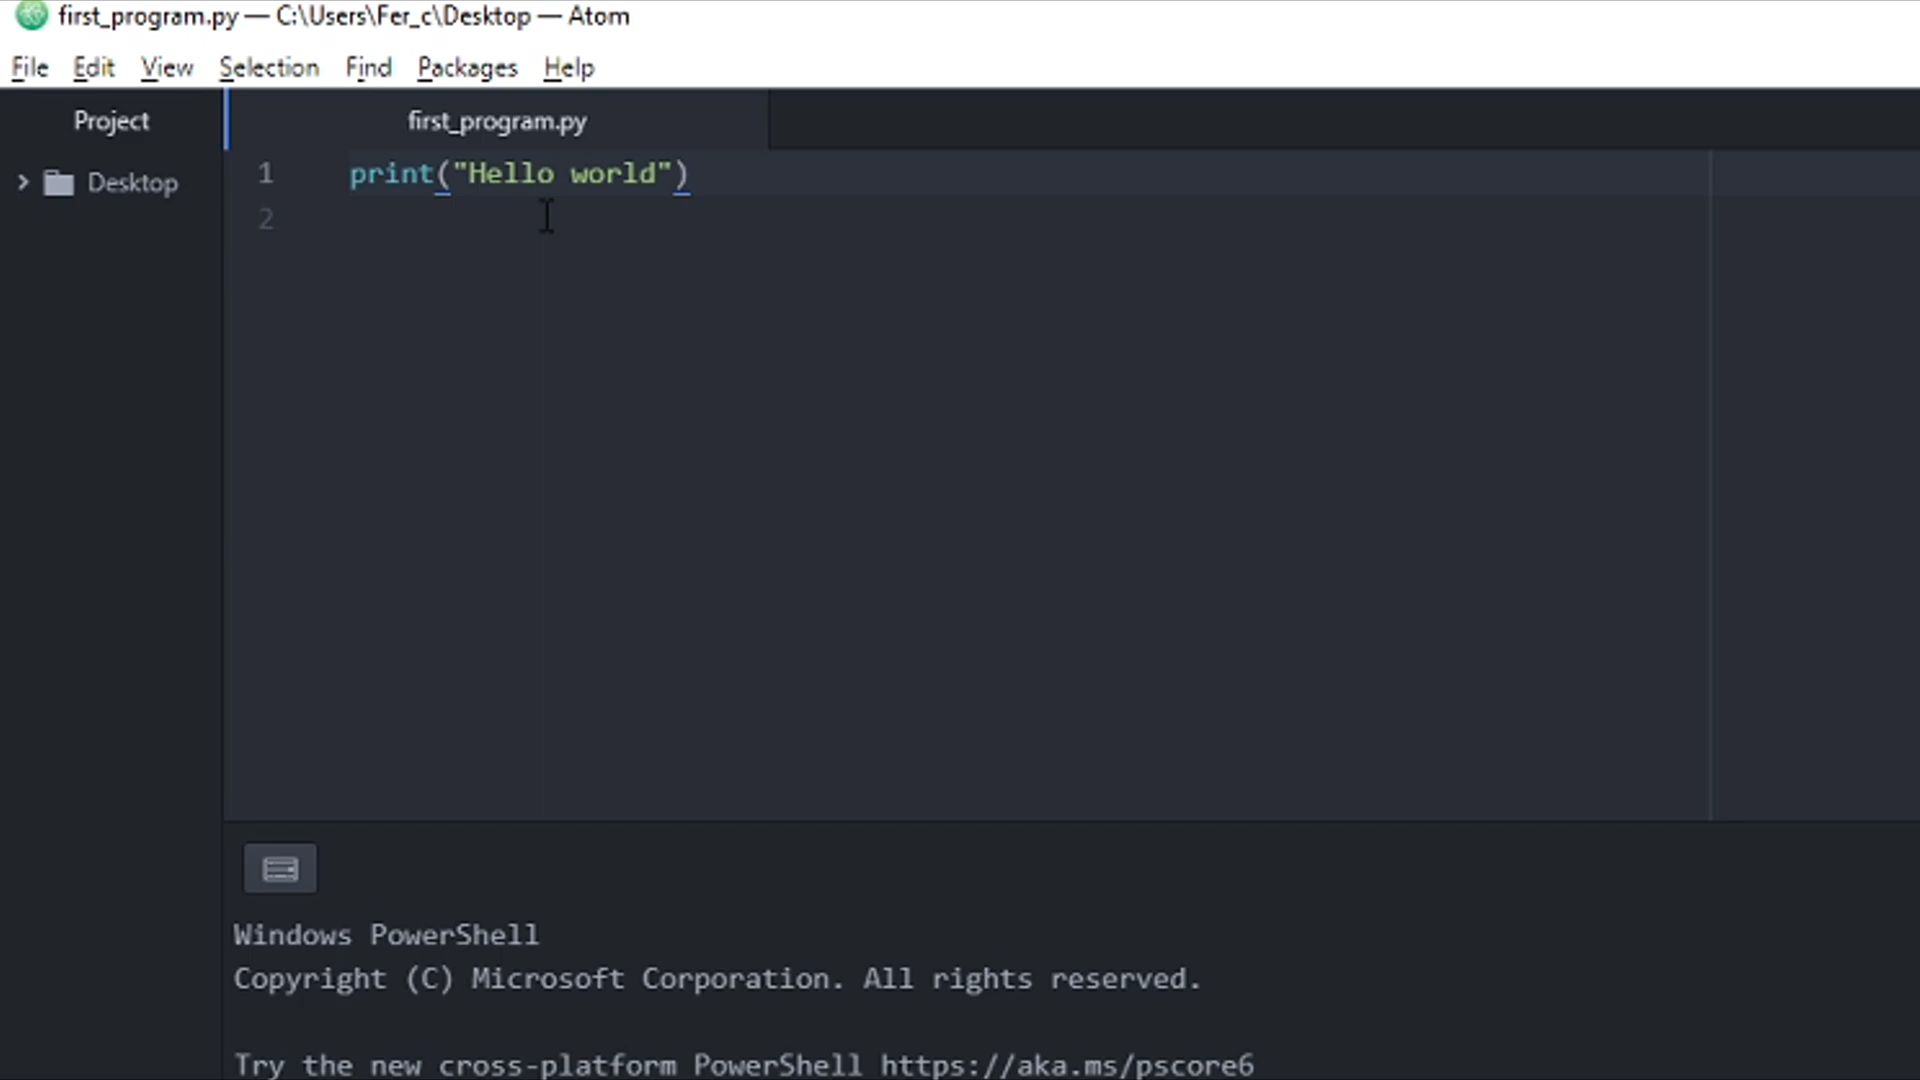 first_program.py — C:\Users\Fer_c\Desktop — Atom
File Edit View Selection Find Packages Help
Project
first_program.py
Desktop
1 print("Hello world")
2
Windows PowerShell
Copyright (C) Microsoft Corporation. All rights reserved.
Try the new cross-platform PowerShell https://aka.ms/pscore6